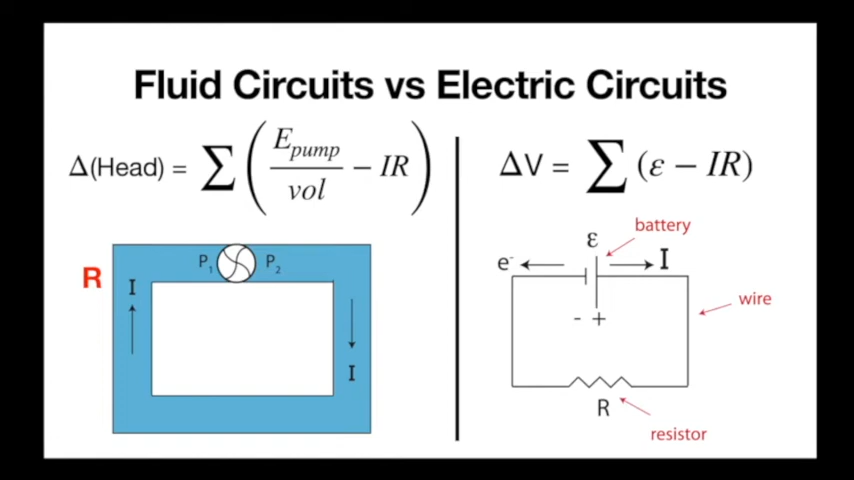 Fluid Circuits vs Electric Circuits
Δ(Head) = ∑ ( E_pump / vol − IR )
ΔV = ∑ (ε − IR)
R
P₁
P₂
I
I
battery
ε
e⁻
I
wire
- +
R
resistor